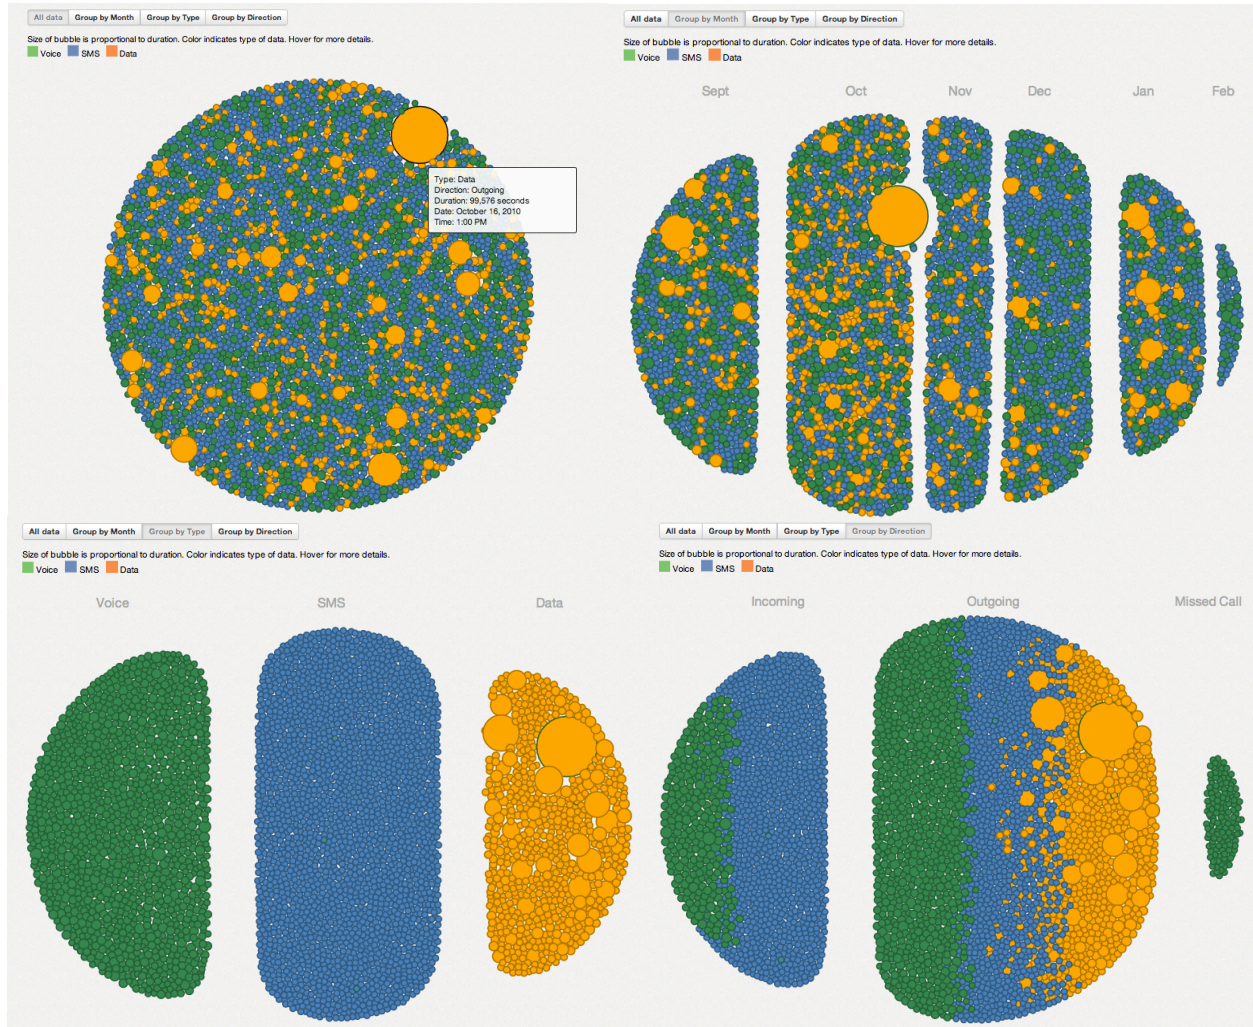 All data Group by Month Group by Type Group by Direction
Size of bubble is proportional to duration. Color indicates type of data. Hover for more details.
Voice SMS Data
Type: Data
Direction: Outgoing
Duration: 99,576 seconds
Date: October 16, 2010
Time: 1:00 PM
All data Group by Month Group by Type Group by Direction
Size of bubble is proportional to duration. Color indicates type of data. Hover for more details.
Voice SMS Data
Sept Oct Nov Dec Jan Feb
All data Group by Month Group by Type Group by Direction
Size of bubble is proportional to duration. Color indicates type of data. Hover for more details.
Voice SMS Data
Voice SMS Data
All data Group by Month Group by Type Group by Direction
Size of bubble is proportional to duration. Color indicates type of data. Hover for more details.
Voice SMS Data
Incoming Outgoing Missed Call